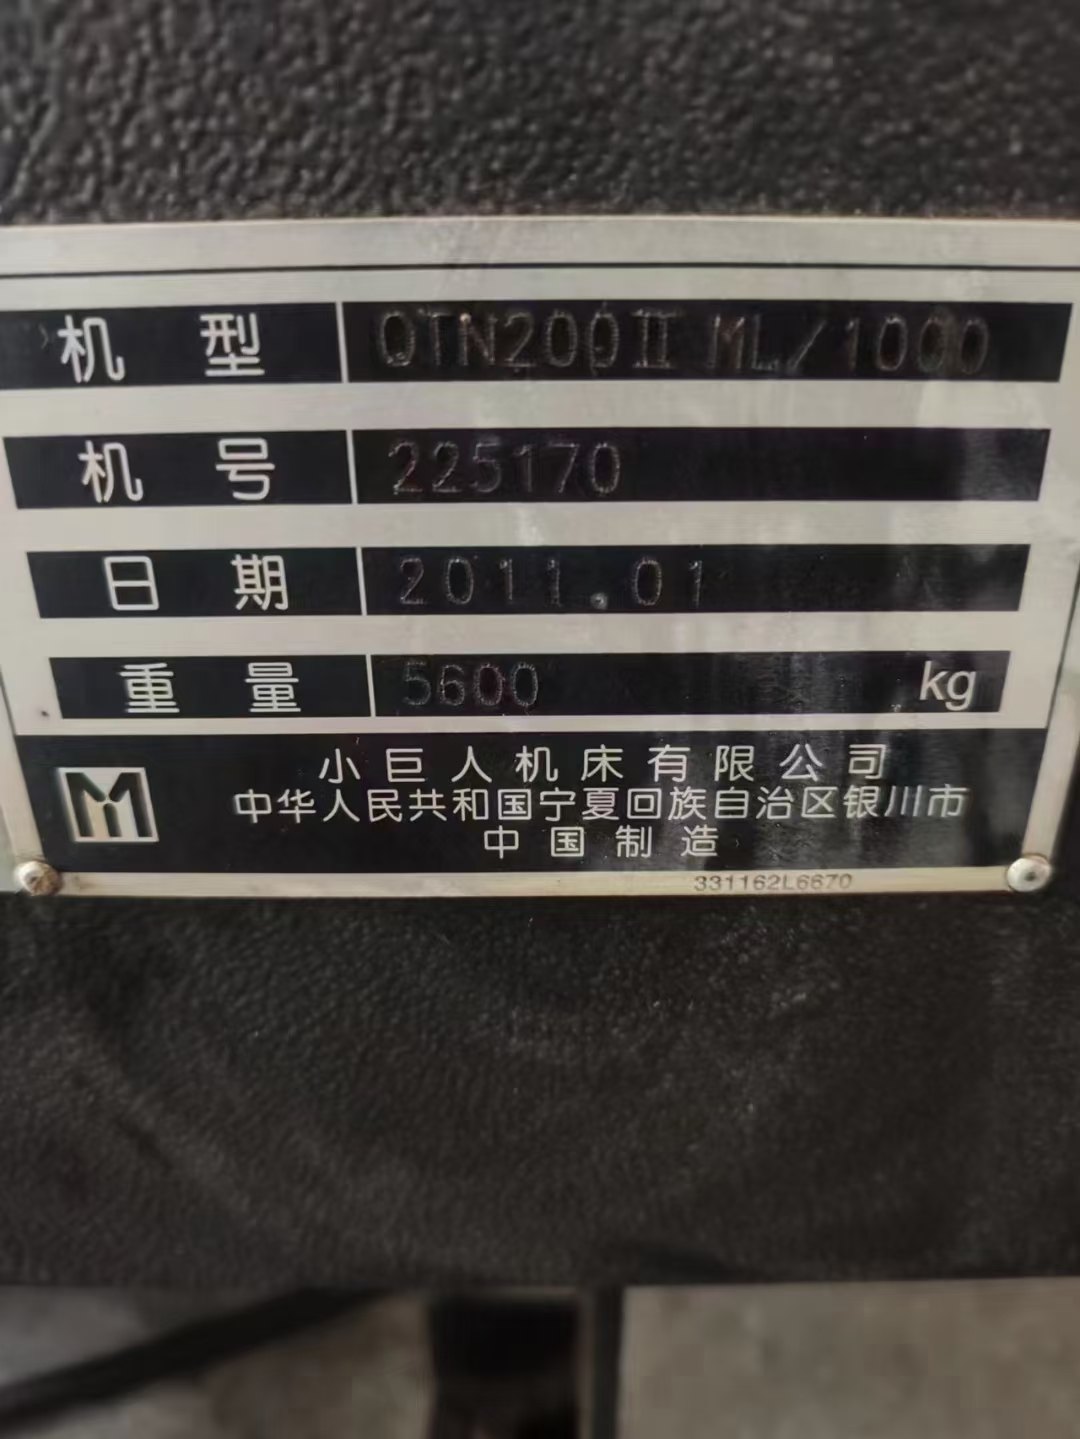 机型 QTN200Ⅱ ML/1000
机号 225170
日期 2011.01
重量 5600 kg
小巨人机床有限公司
中华人民共和国宁夏回族自治区银川市
中国制造
331162L6670